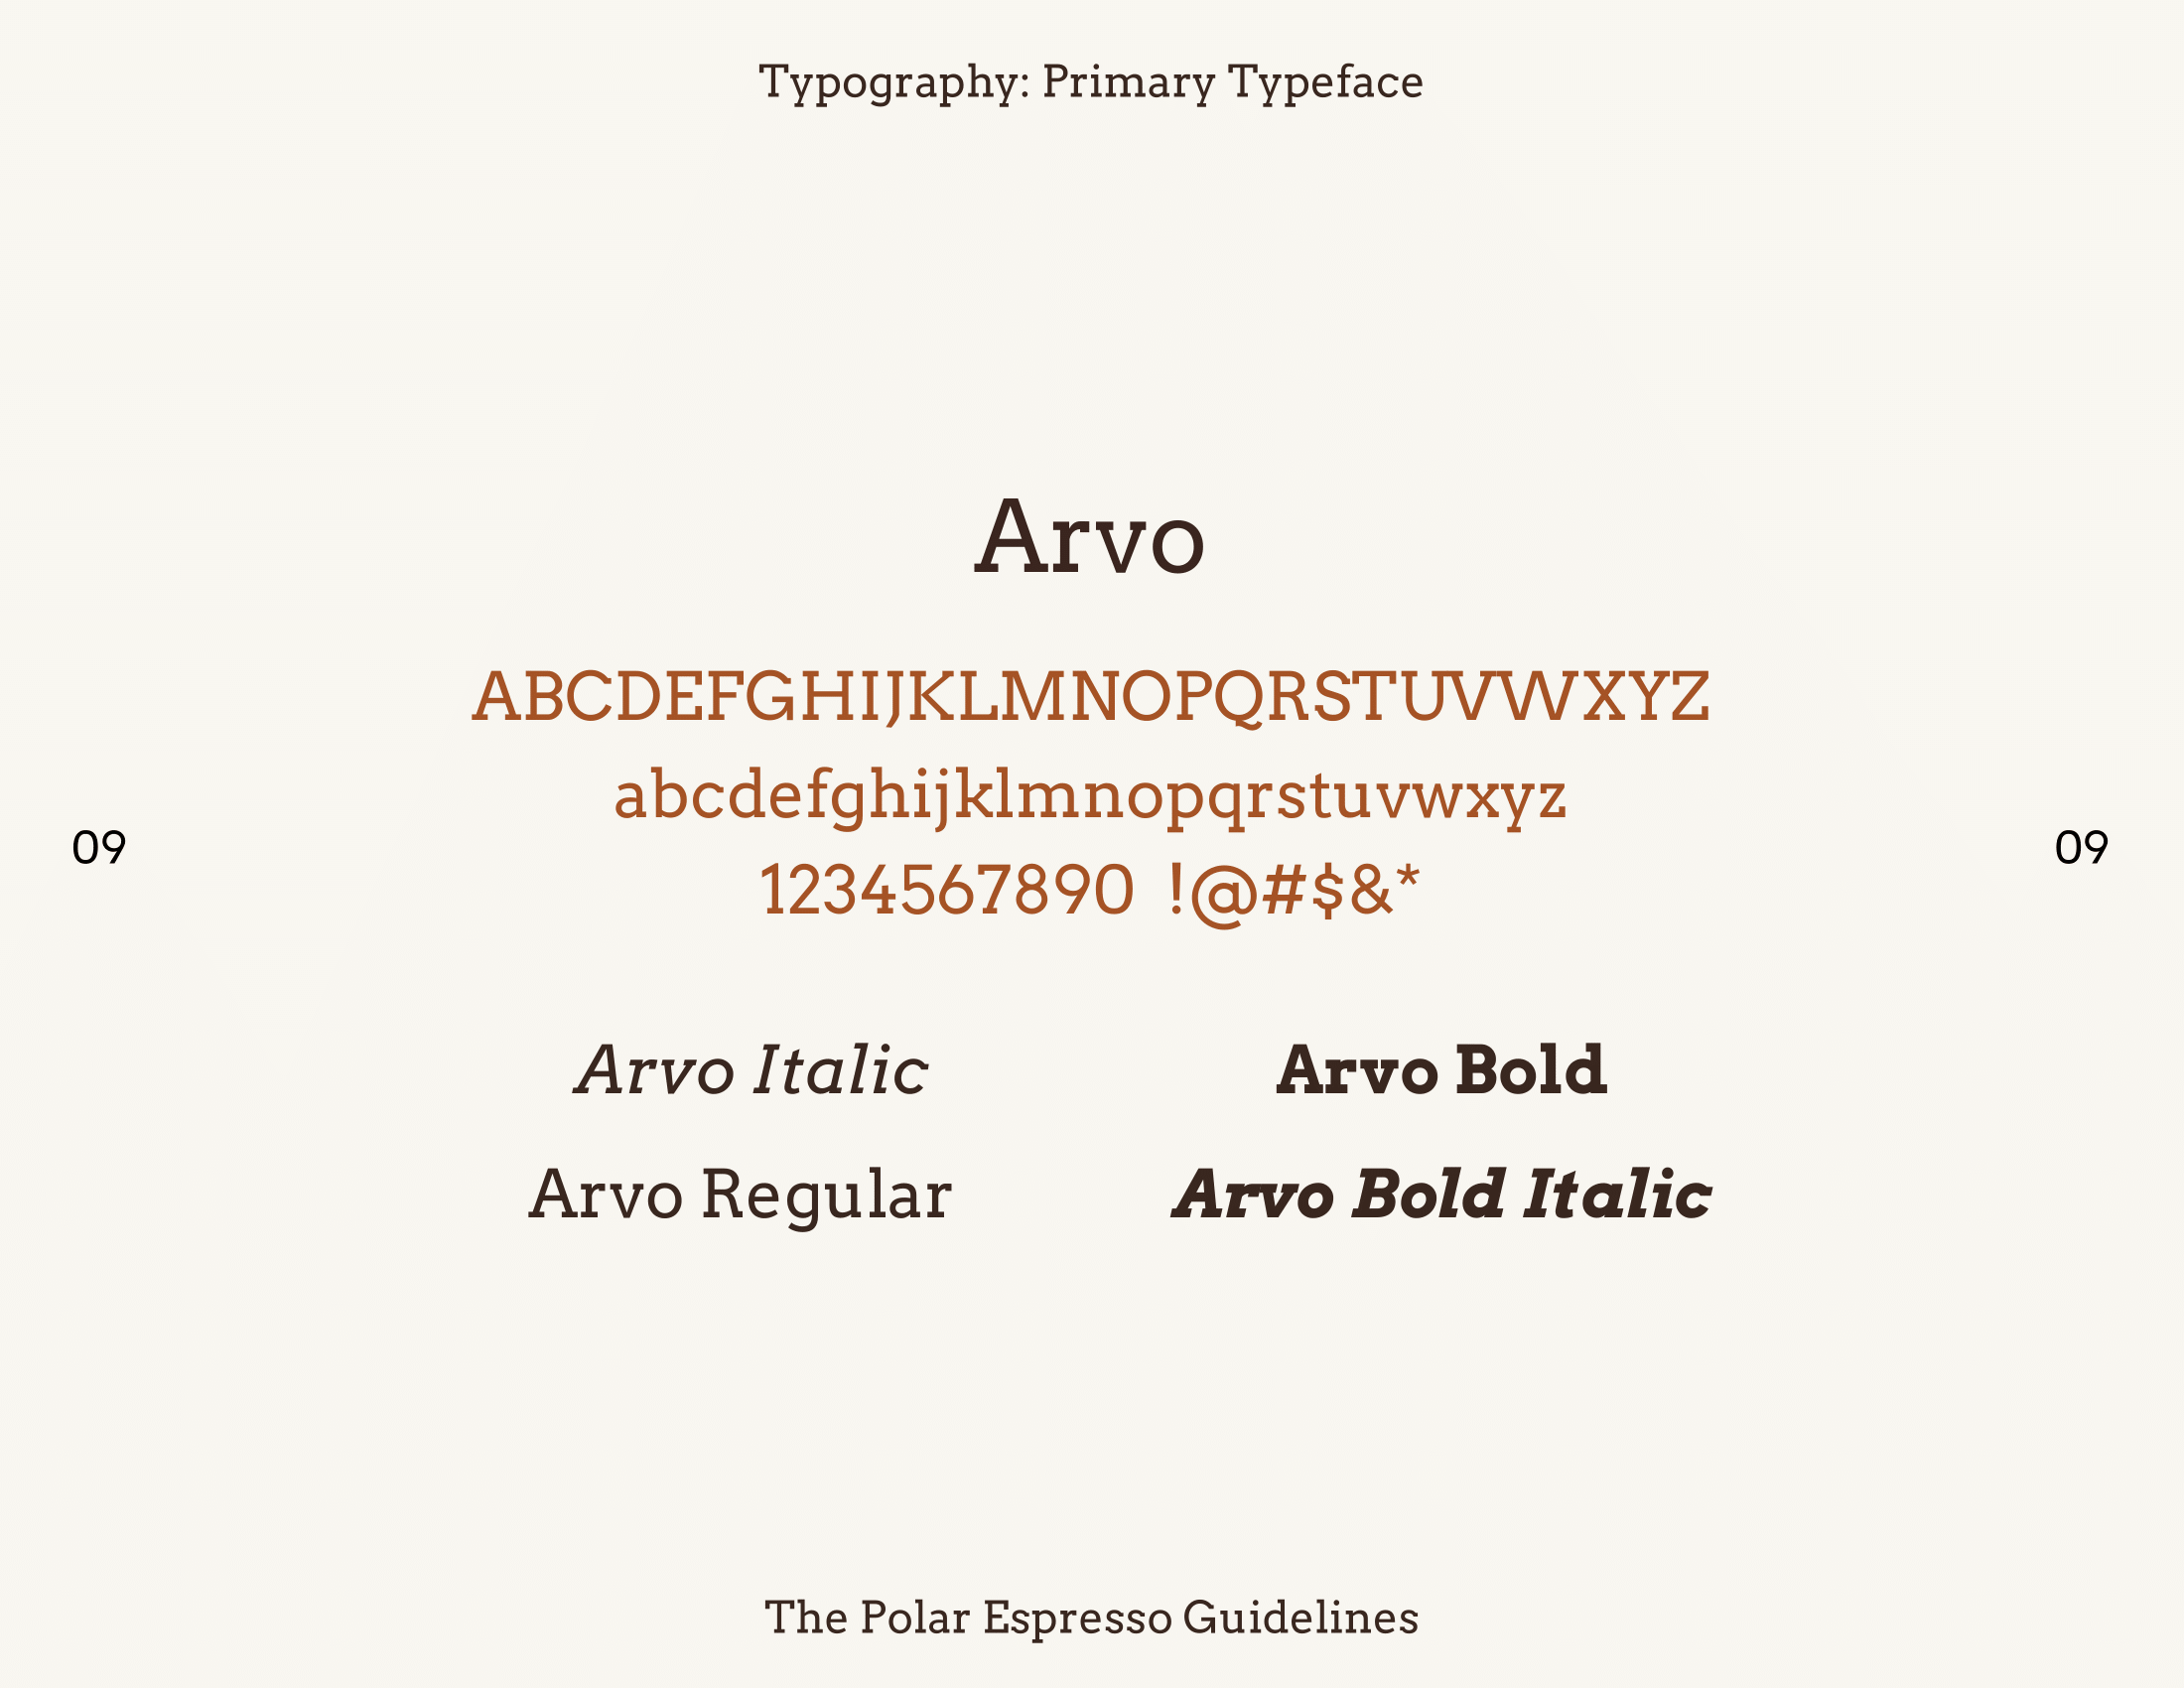 Typography: Primary Typeface
Arvo
ABCDEFGHIJKLMNOPQRSTUVWXYZ
abcdefghijklmnopqrstuvwxyz
09
09
1234567890 !@#$&*
Arvo Italic
Arvo Bold
Arvo Regular
Arvo Bold Italic
The Polar Espresso Guidelines